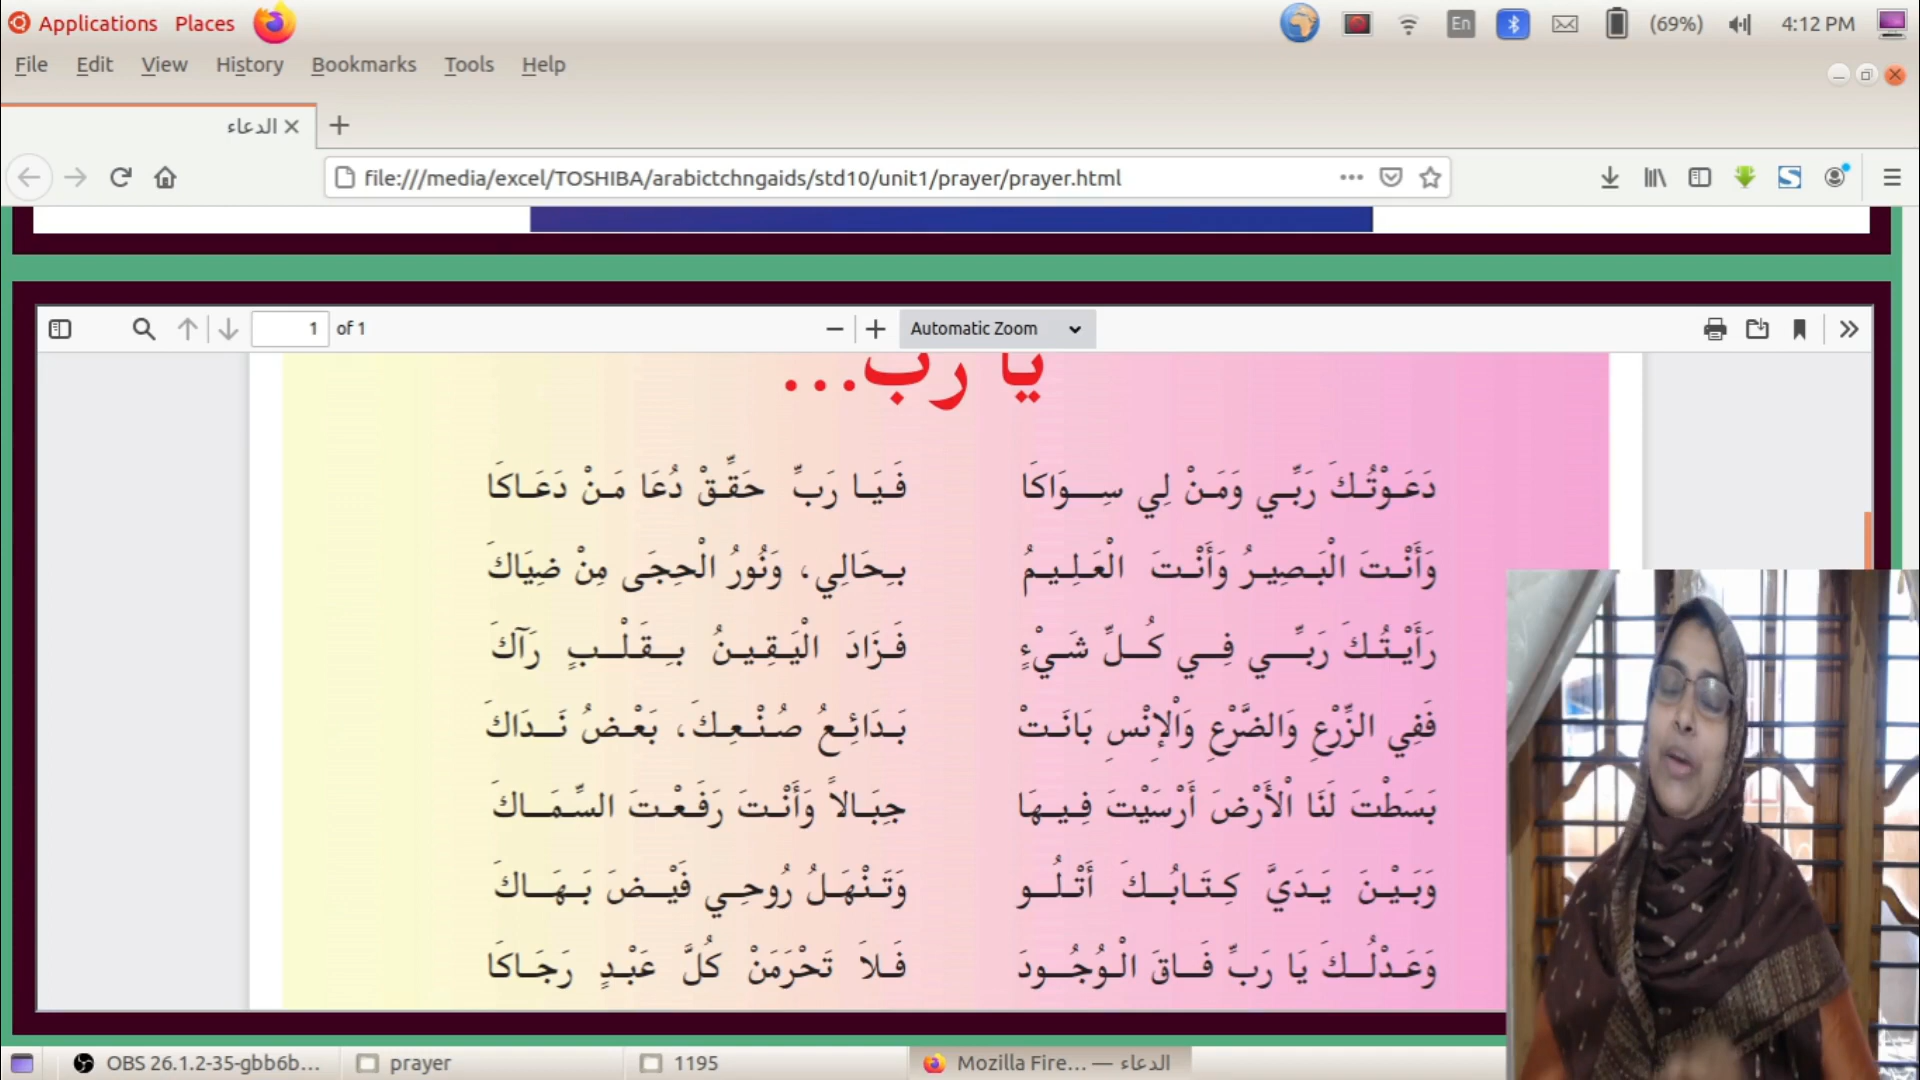 Applications Places En (69%) 4:12 PM
File Edit View History Bookmarks Tools Help
الدعاء
file:///media/excel/TOSHIBA/arabictchngaids/std10/unit1/prayer/prayer.html
1 of 1 Automatic Zoom
يا رب...
دَعَوْتُكَ رَبِّي وَمَنْ لِي سِوَاكَا فَيَا رَبِّ حَقِّقْ دُعَا مَنْ دَعَاكَا
وَأَنْتَ الْبَصِيرُ وَأَنْتَ الْعَلِيمُ بِحَالِي، وَنُورُ الْحِجَى مِنْ ضِيَاكَ
رَأَيْتُكَ رَبِّي فِي كُلِّ شَيْءٍ فَزَادَ الْيَقِينُ بِقَلْبٍ رَآكَ
فَفِي الزِّرْعِ وَالضَّرْعِ وَالْإِنْسِ بَانَتْ بَدَائِعُ صُنْعِكَ، بَعْضُ نَدَاكَ
بَسَطْتَ لَنَا الْأَرْضَ أَرْسَيْتَ فِيهَا جِبَالاً وَأَنْتَ رَفَعْتَ السِّمَاكَ
وَبَيْنَ يَدَيَّ كِتَابُكَ أَتْلُو وَتَنْهَلُ رُوحِي فَيْضَ بَهَاكَ
وَعَدْلُكَ يَا رَبِّ فَاقَ الْوُجُودَ فَلاَ تَحْرَمَنْ كُلَّ عَبْدٍ رَجَاكَا
OBS 26.1.2-35-gbb6b... prayer 1195 Mozilla Fire... — الدعاء